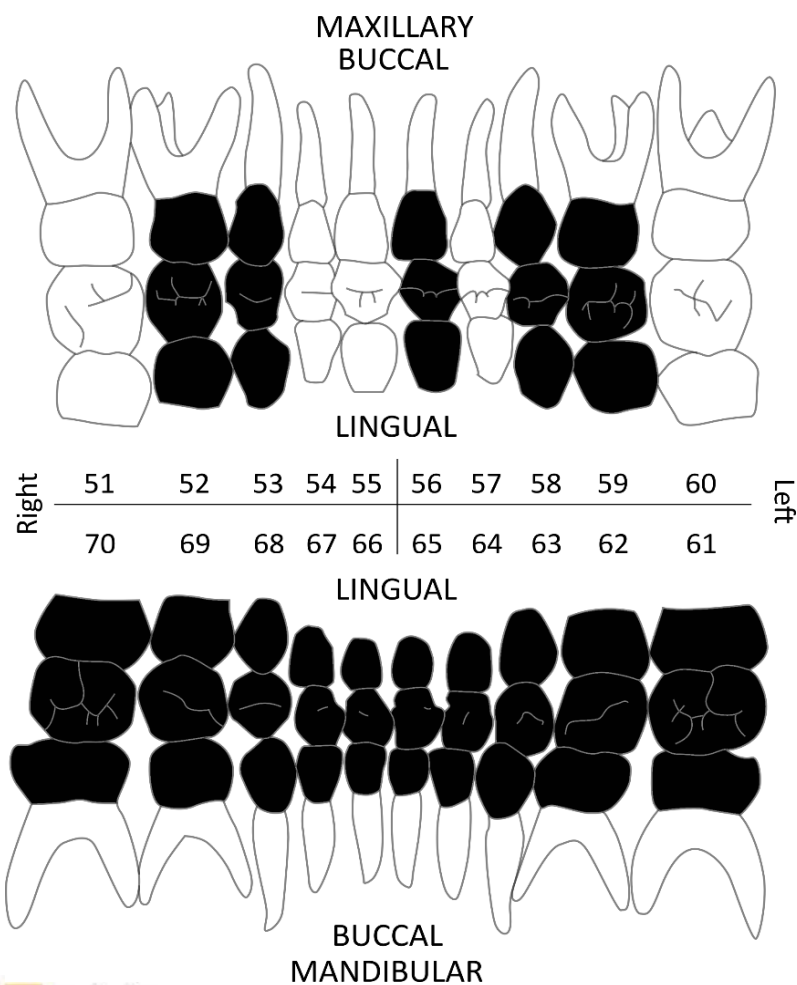 MAXILLARY
BUCCAL
LINGUAL
Right
51 52 53 54 55 56 57 58 59 60
70 69 68 67 66 65 64 63 62 61
Left
LINGUAL
BUCCAL
MANDIBULAR